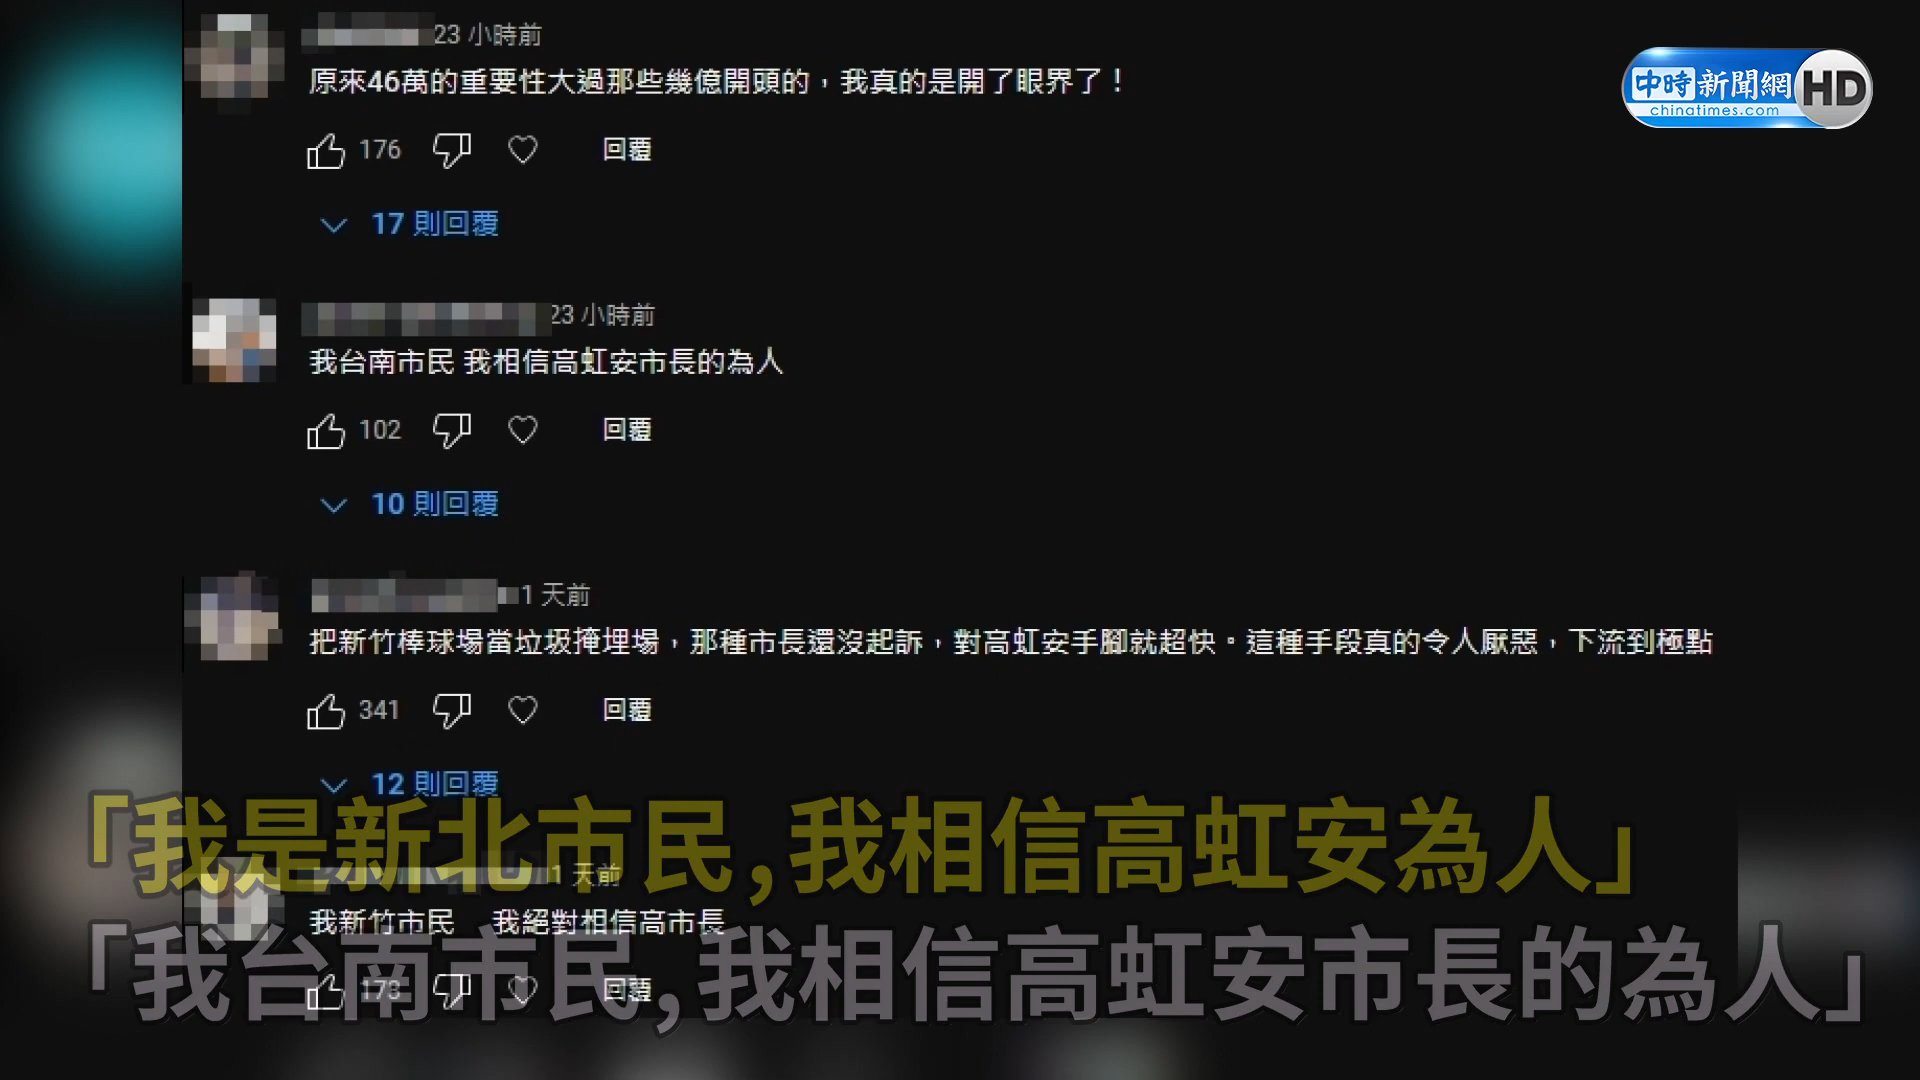 23 小時前
原來46萬的重要性大過那些幾億開頭的，我真的是開了眼界了！
176 回覆
17 則回覆
中時 新聞網 HD
chinatimes.com
23 小時前
我台南市民 我相信高虹安市長的為人
102 回覆
10 則回覆
1 天前
把新竹棒球場當垃圾掩埋場，那種市長還沒起訴，對高虹安手腳就超快。這種手段真的令人厭惡，下流到極點
341 回覆
12 則回覆
「我是新北市民,我相信高虹安為人」
1 天前
我新竹市民 我絕對相信高市長
「我台南市民,我相信高虹安市長的為人」
173 回覆